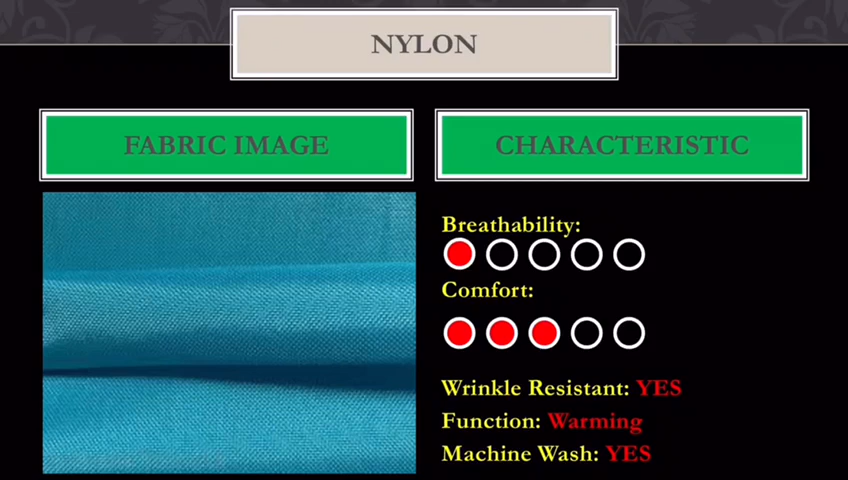 NYLON
FABRIC IMAGE
CHARACTERISTIC
Breathability:
Comfort:
Wrinkle Resistant: YES
Function: Warming
Machine Wash: YES